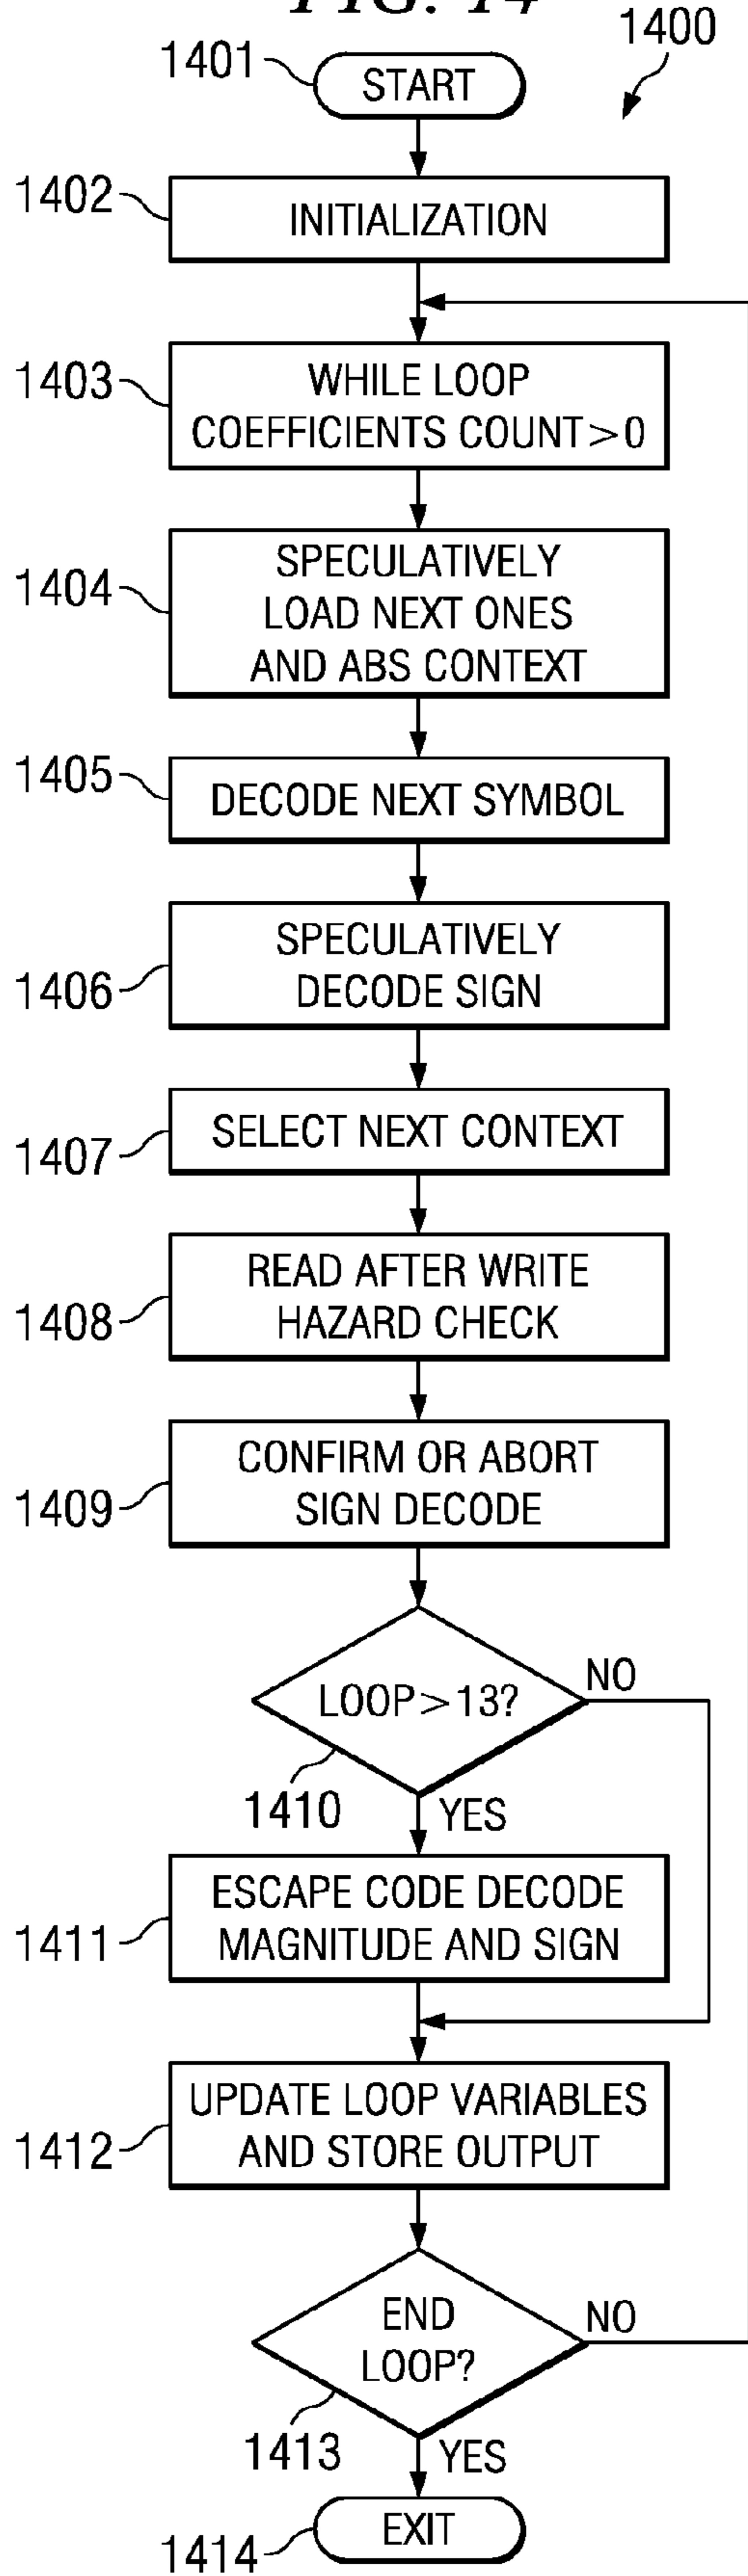 FIG. 14
1400
1401
START
1402
INITIALIZATION
1403
WHILE LOOP
COEFFICIENTS COUNT>0
1404
SPECULATIVELY
LOAD NEXT ONES
AND ABS CONTEXT
1405
DECODE NEXT SYMBOL
1406
SPECULATIVELY
DECODE SIGN
1407
SELECT NEXT CONTEXT
1408
READ AFTER WRITE
HAZARD CHECK
1409
CONFIRM OR ABORT
SIGN DECODE
LOOP>13?
NO
1410
YES
1411
ESCAPE CODE DECODE
MAGNITUDE AND SIGN
1412
UPDATE LOOP VARIABLES
AND STORE OUTPUT
END
LOOP?
NO
1413
YES
1414
EXIT